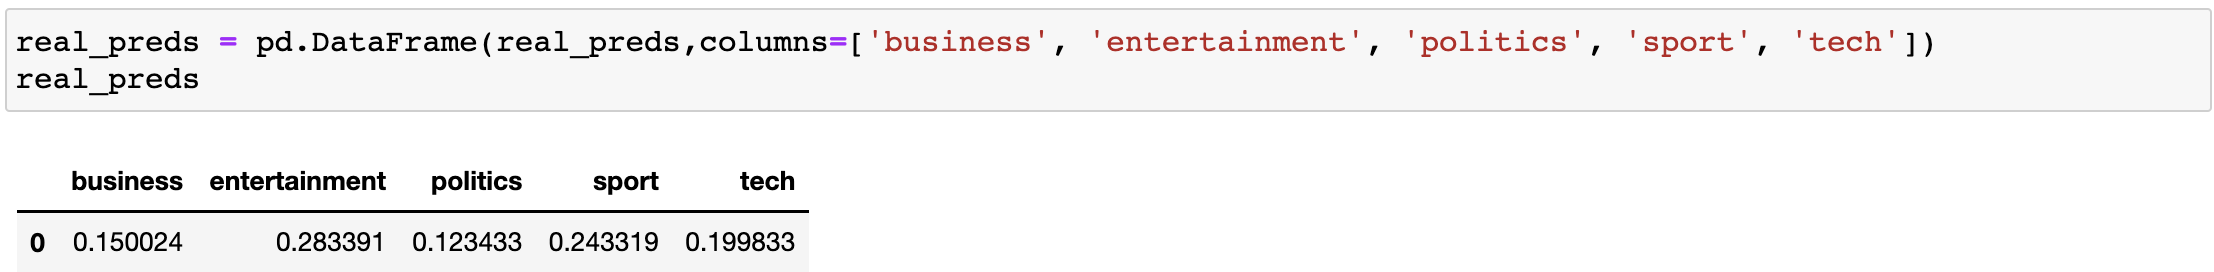 real_preds = pd.DataFrame(real_preds,columns=['business', 'entertainment', 'politics', 'sport', 'tech'])
real_preds
business entertainment politics sport tech
0 0.150024 0.283391 0.123433 0.243319 0.199833